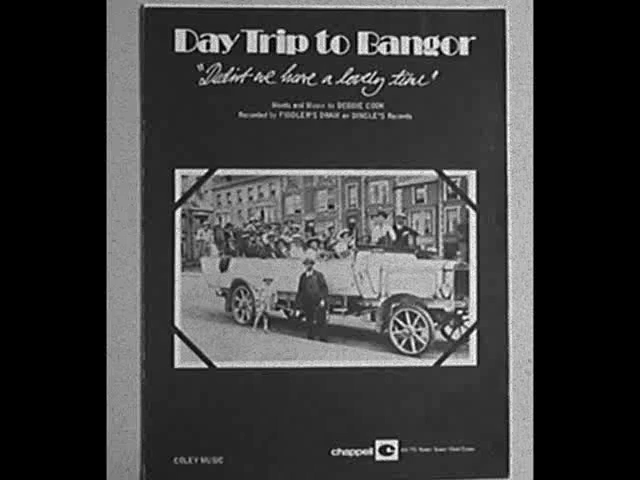 Day Trip to Bangor
"Didn't we have a lovely time"
Words and Music by DEBBIE COOK
Recorded by FIDDLER'S DRAM on DINGLE'S Records
COLEY MUSIC
chappell